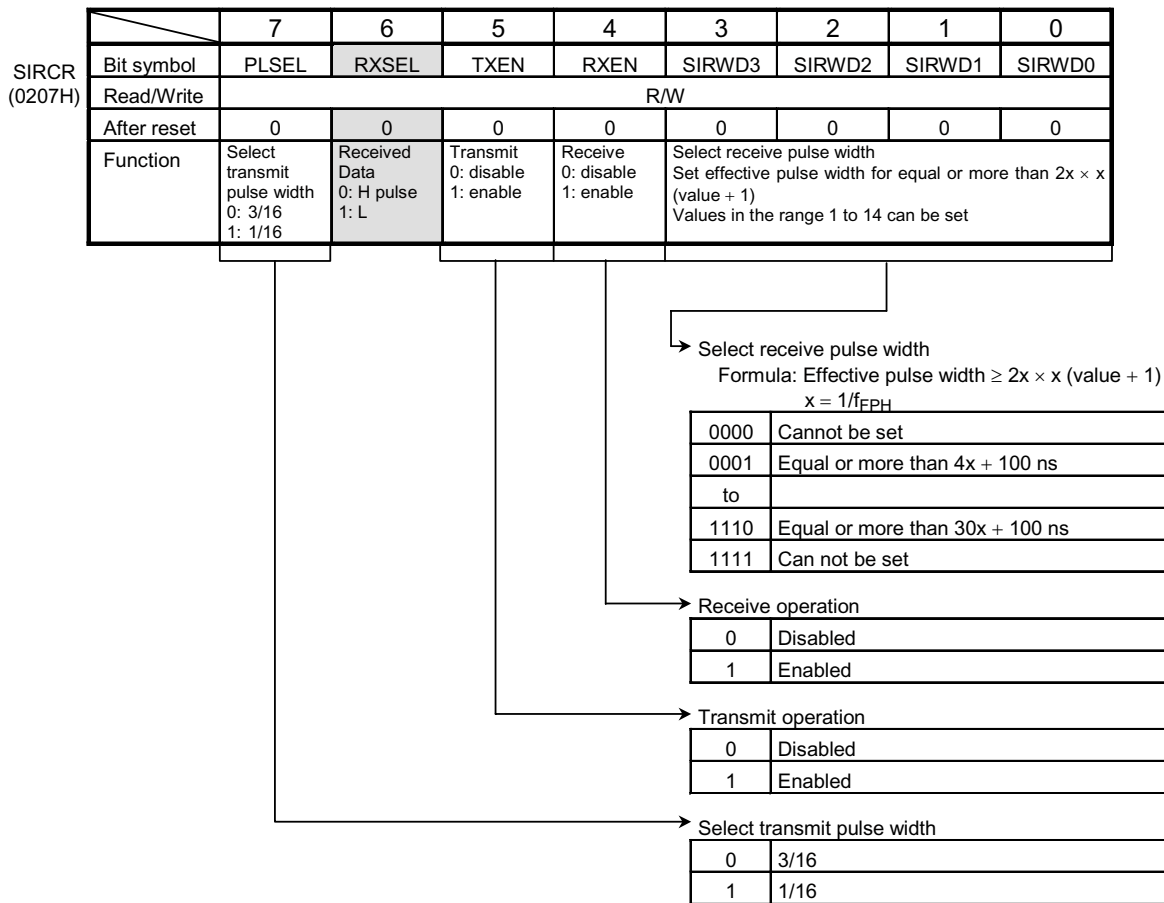 7 6 5 4 3 2 1 0
SIRCR
(0207H)
Bit symbol PLSEL RXSEL TXEN RXEN SIRWD3 SIRWD2 SIRWD1 SIRWD0
Read/Write R/W
After reset 0 0 0 0 0 0 0 0
Function
Select
transmit
pulse width
0: 3/16
1: 1/16
Received
Data
0: H pulse
1: L
Transmit
0: disable
1: enable
Receive
0: disable
1: enable
Select receive pulse width
Set effective pulse width for equal or more than 2x × x
(value + 1)
Values in the range 1 to 14 can be set
Select receive pulse width
Formula: Effective pulse width ≥ 2x × x (value + 1)
x = 1/fFPH
0000 Cannot be set
0001 Equal or more than 4x + 100 ns
to
1110 Equal or more than 30x + 100 ns
1111 Can not be set
Receive operation
0 Disabled
1 Enabled
Transmit operation
0 Disabled
1 Enabled
Select transmit pulse width
0 3/16
1 1/16